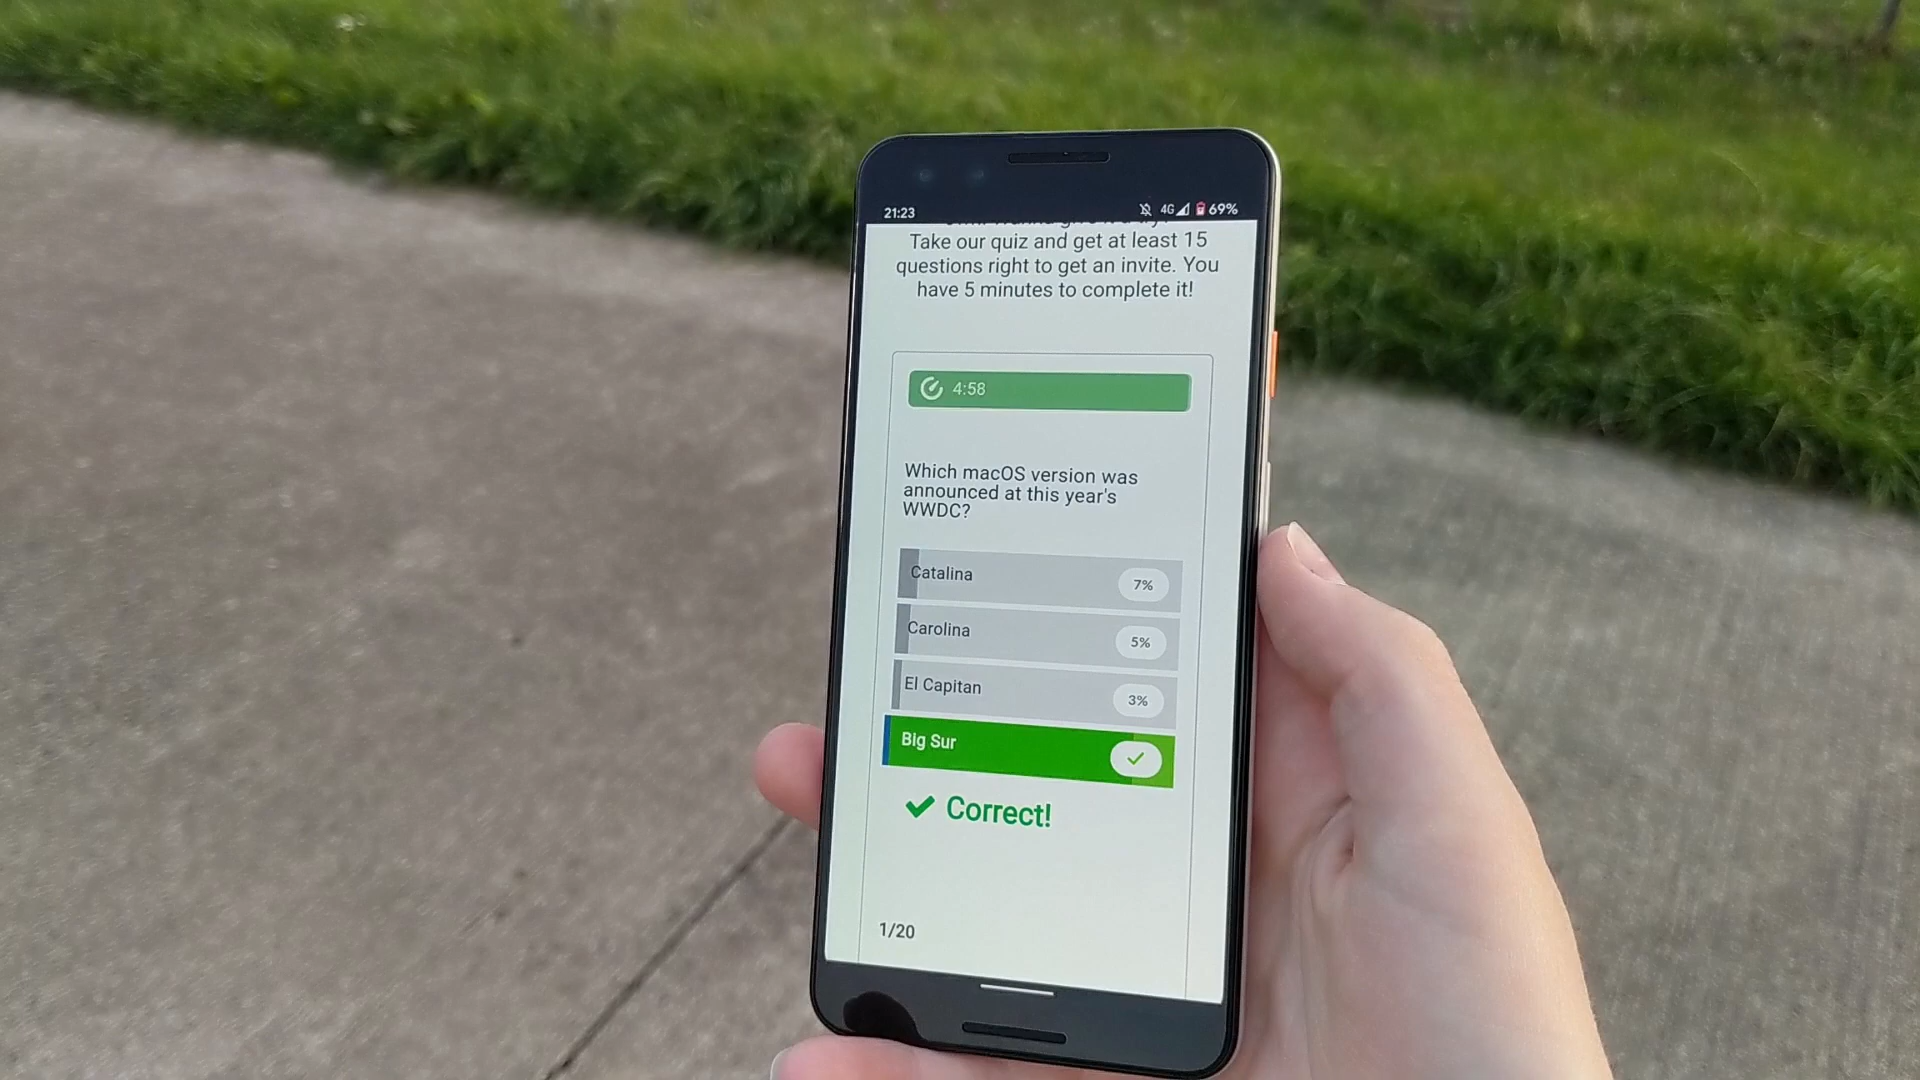 21:23
4G 69%
Take our quiz and get at least 15
questions right to get an invite. You
have 5 minutes to complete it!
4:58
Which macOS version was
announced at this year's
WWDC?
Catalina 7%
Carolina 5%
El Capitan 3%
Big Sur
Correct!
1/20